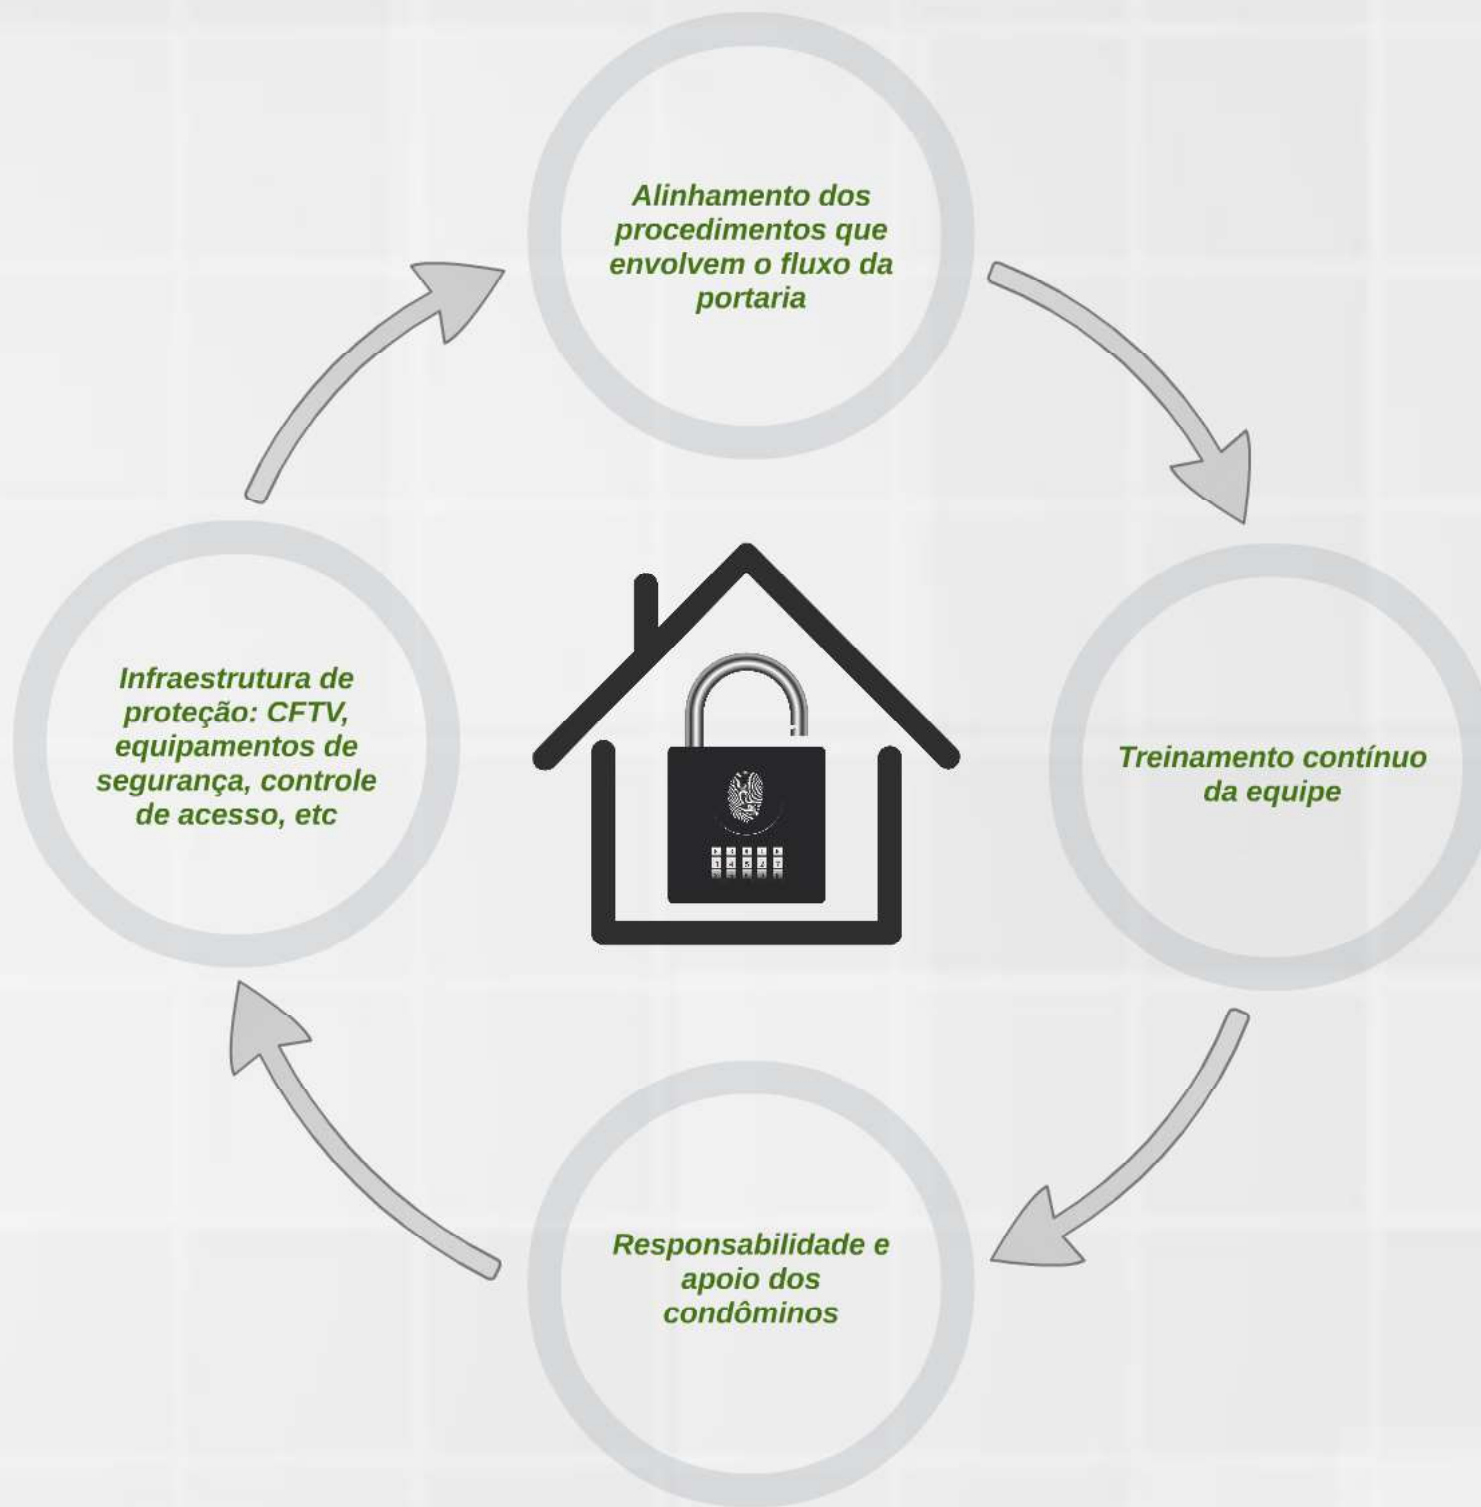 Alinhamento dos
procedimentos que
envolvem o fluxo da
portaria
Treinamento contínuo
da equipe
Responsabilidade e
apoio dos
condôminos
Infraestrutura de
proteção: CFTV,
equipamentos de
segurança, controle
de acesso, etc